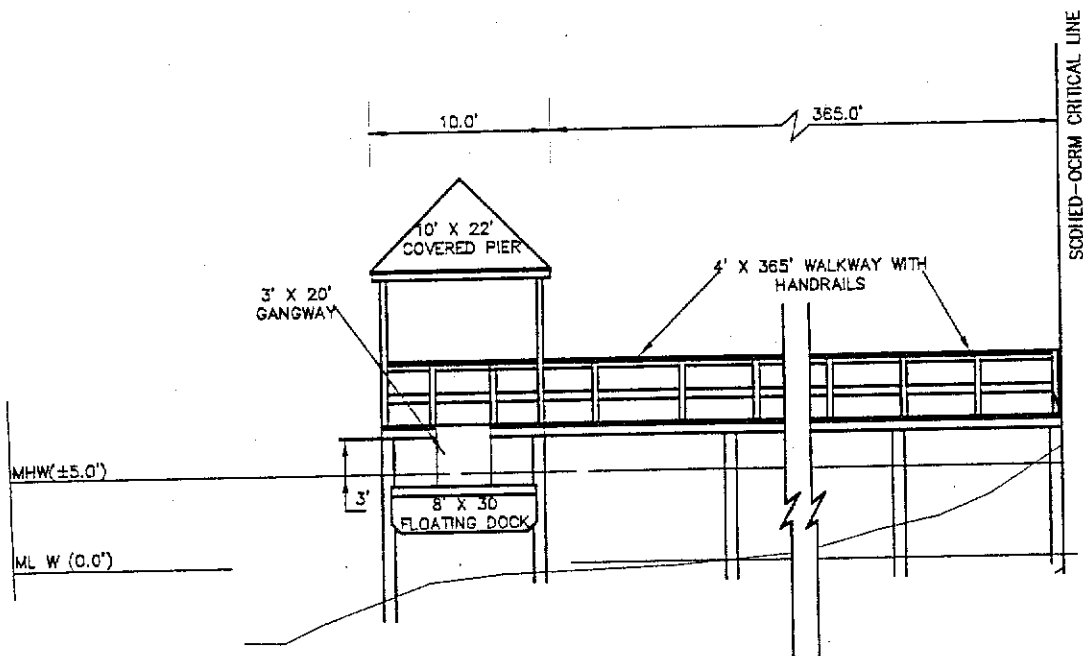 SCDHED-OCRM CRITICAL LINE
10.0'
365.0'
10' X 22'
COVERED PIER
3' X 20'
GANGWAY
4' X 365' WALKWAY WITH
HANDRAILS
MHW(±5.0')
3'
8' X 30
FLOATING DOCK
ML W (0.0')